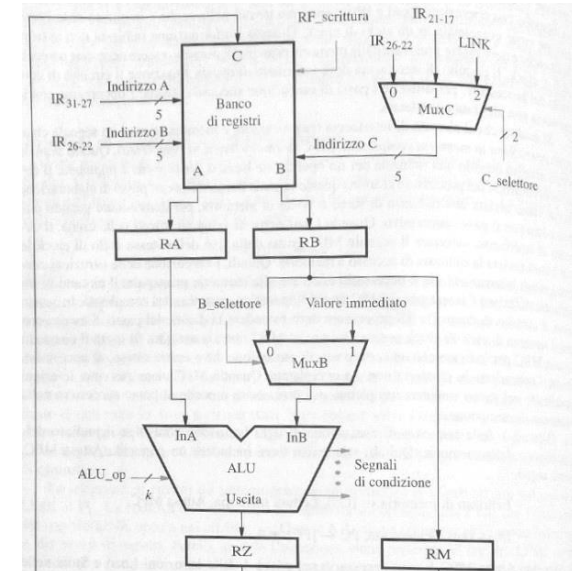 RF_scrittura
IR21-17
IR26-22
LINK
C
0 1 2
MuxC
Indirizzo A
IR31-27
5
Banco
di registri
2
Indirizzo B
IR26-22
5
Indirizzo C
5
C_selettore
A
B
RA
RB
B_selettore
Valore immediato
0 1
MuxB
InA
InB
ALU
ALU_op
k
Segnali
di condizione
Uscita
RZ
RM